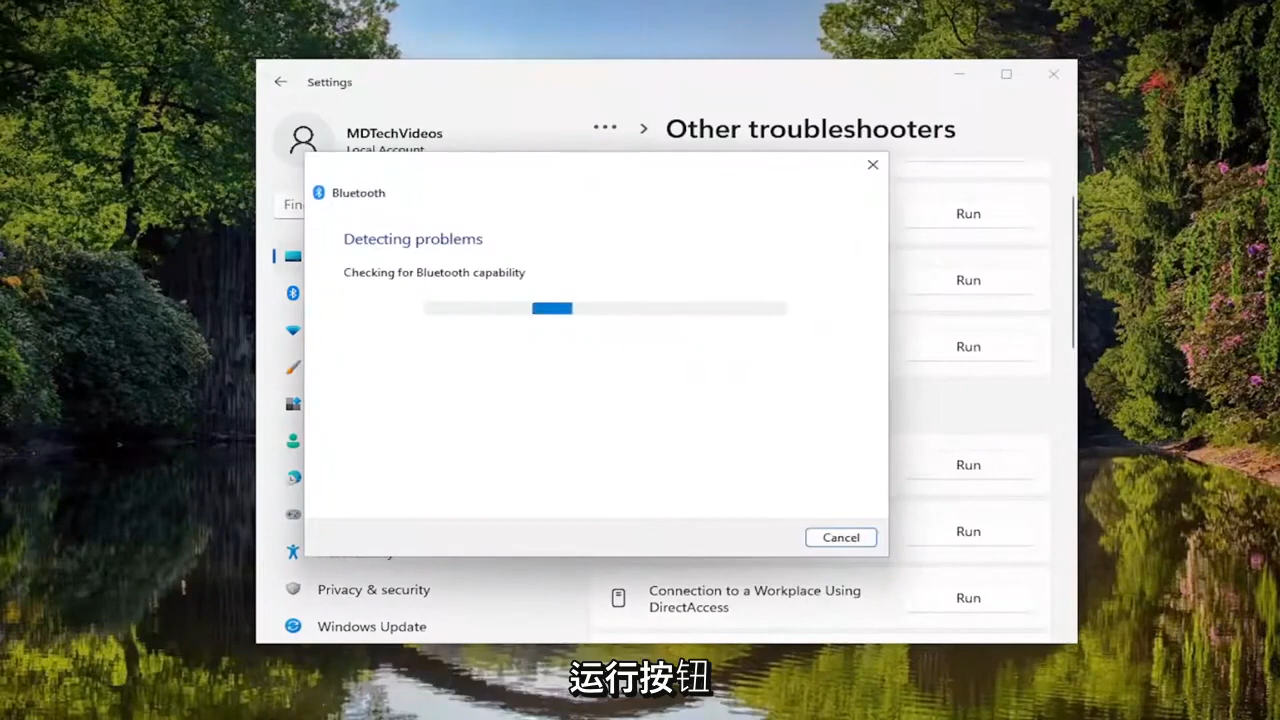 Settings
MDTechVideos
Local Account
Other troubleshooters
Bluetooth
Detecting problems
Checking for Bluetooth capability
Cancel
Run
Run
Run
Run
Run
Connection to a Workplace Using
DirectAccess
Run
Privacy & security
Windows Update
运行按钮